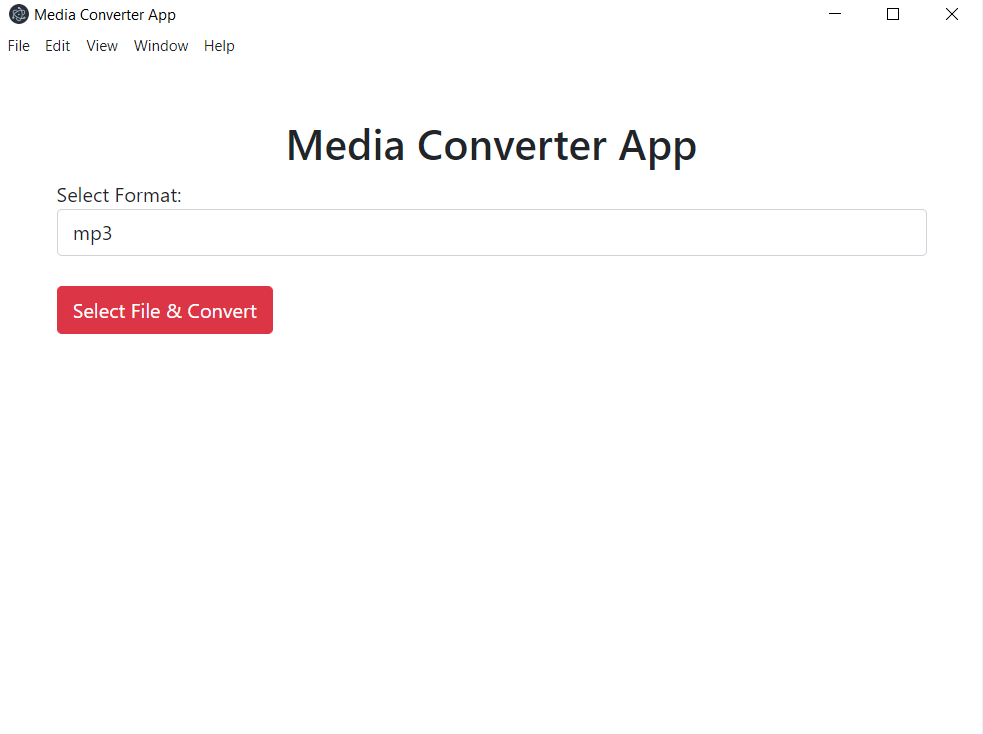 Media Converter App
File Edit View Window Help
Media Converter App
Select Format:
mp3
Select File & Convert